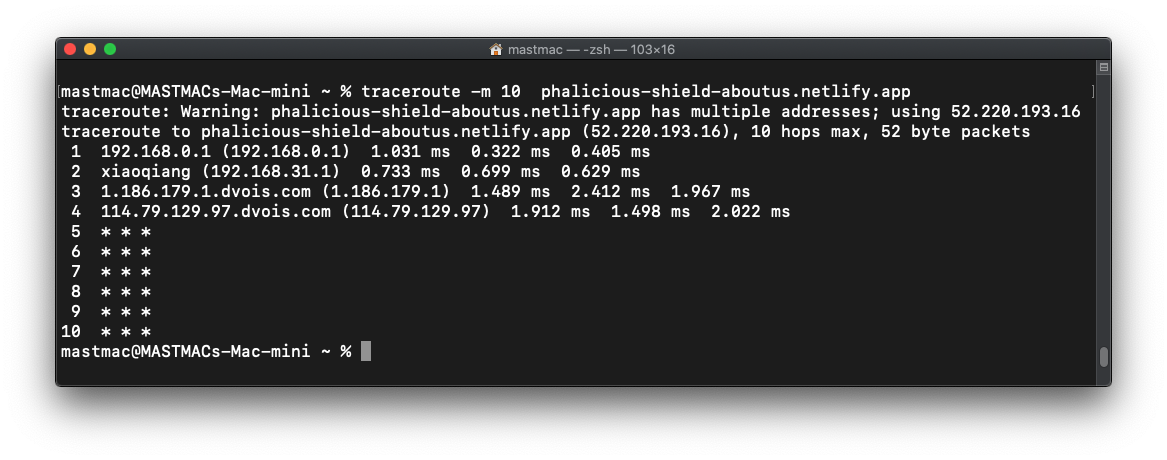 mastmac — -zsh — 103×16
[mastmac@MASTMACs-Mac-mini ~ % traceroute -m 10  phalicious-shield-aboutus.netlify.app ]
traceroute: Warning: phalicious-shield-aboutus.netlify.app has multiple addresses; using 52.220.193.16
traceroute to phalicious-shield-aboutus.netlify.app (52.220.193.16), 10 hops max, 52 byte packets
 1  192.168.0.1 (192.168.0.1)  1.031 ms  0.322 ms  0.405 ms
 2  xiaoqiang (192.168.31.1)  0.733 ms  0.699 ms  0.629 ms
 3  1.186.179.1.dvois.com (1.186.179.1)  1.489 ms  2.412 ms  1.967 ms
 4  114.79.129.97.dvois.com (114.79.129.97)  1.912 ms  1.498 ms  2.022 ms
 5  * * *
 6  * * *
 7  * * *
 8  * * *
 9  * * *
10  * * *
mastmac@MASTMACs-Mac-mini ~ %